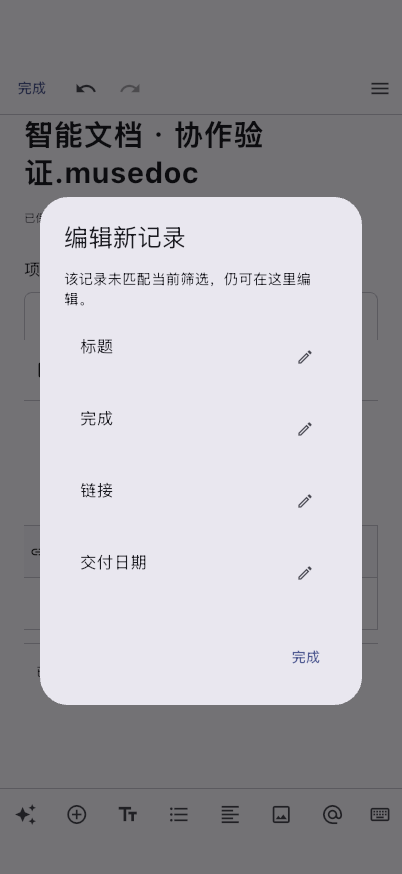 完成
智能文档 · 协作验
证.musedoc
编辑新记录
该记录未匹配当前筛选，仍可在这里编
辑。
标题
完成
链接
交付日期
完成